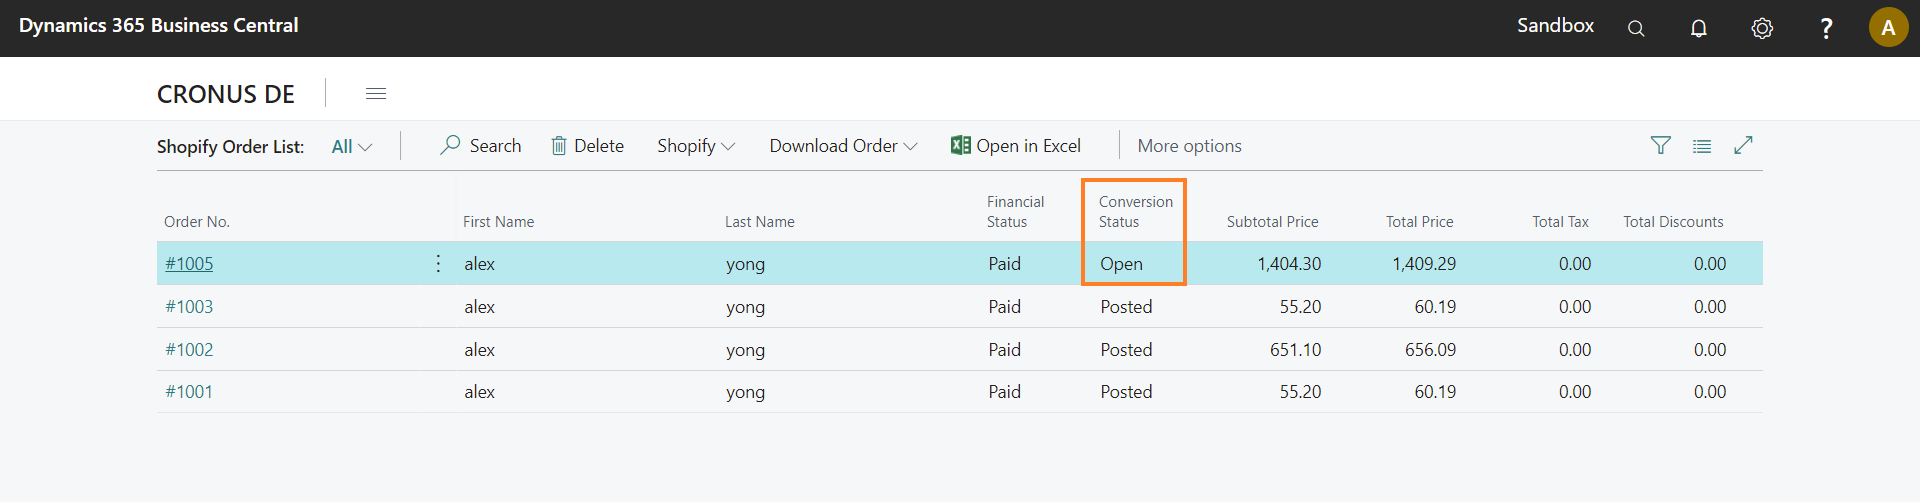 Dynamics 365 Business Central Sandbox ? A
CRONUS DE
Shopify Order List: All Search Delete Shopify Download Order Open in Excel More options
Order No. First Name Last Name Financial Status Conversion Status Subtotal Price Total Price Total Tax Total Discounts
#1005 alex yong Paid Open 1,404.30 1,409.29 0.00 0.00
#1003 alex yong Paid Posted 55.20 60.19 0.00 0.00
#1002 alex yong Paid Posted 651.10 656.09 0.00 0.00
#1001 alex yong Paid Posted 55.20 60.19 0.00 0.00